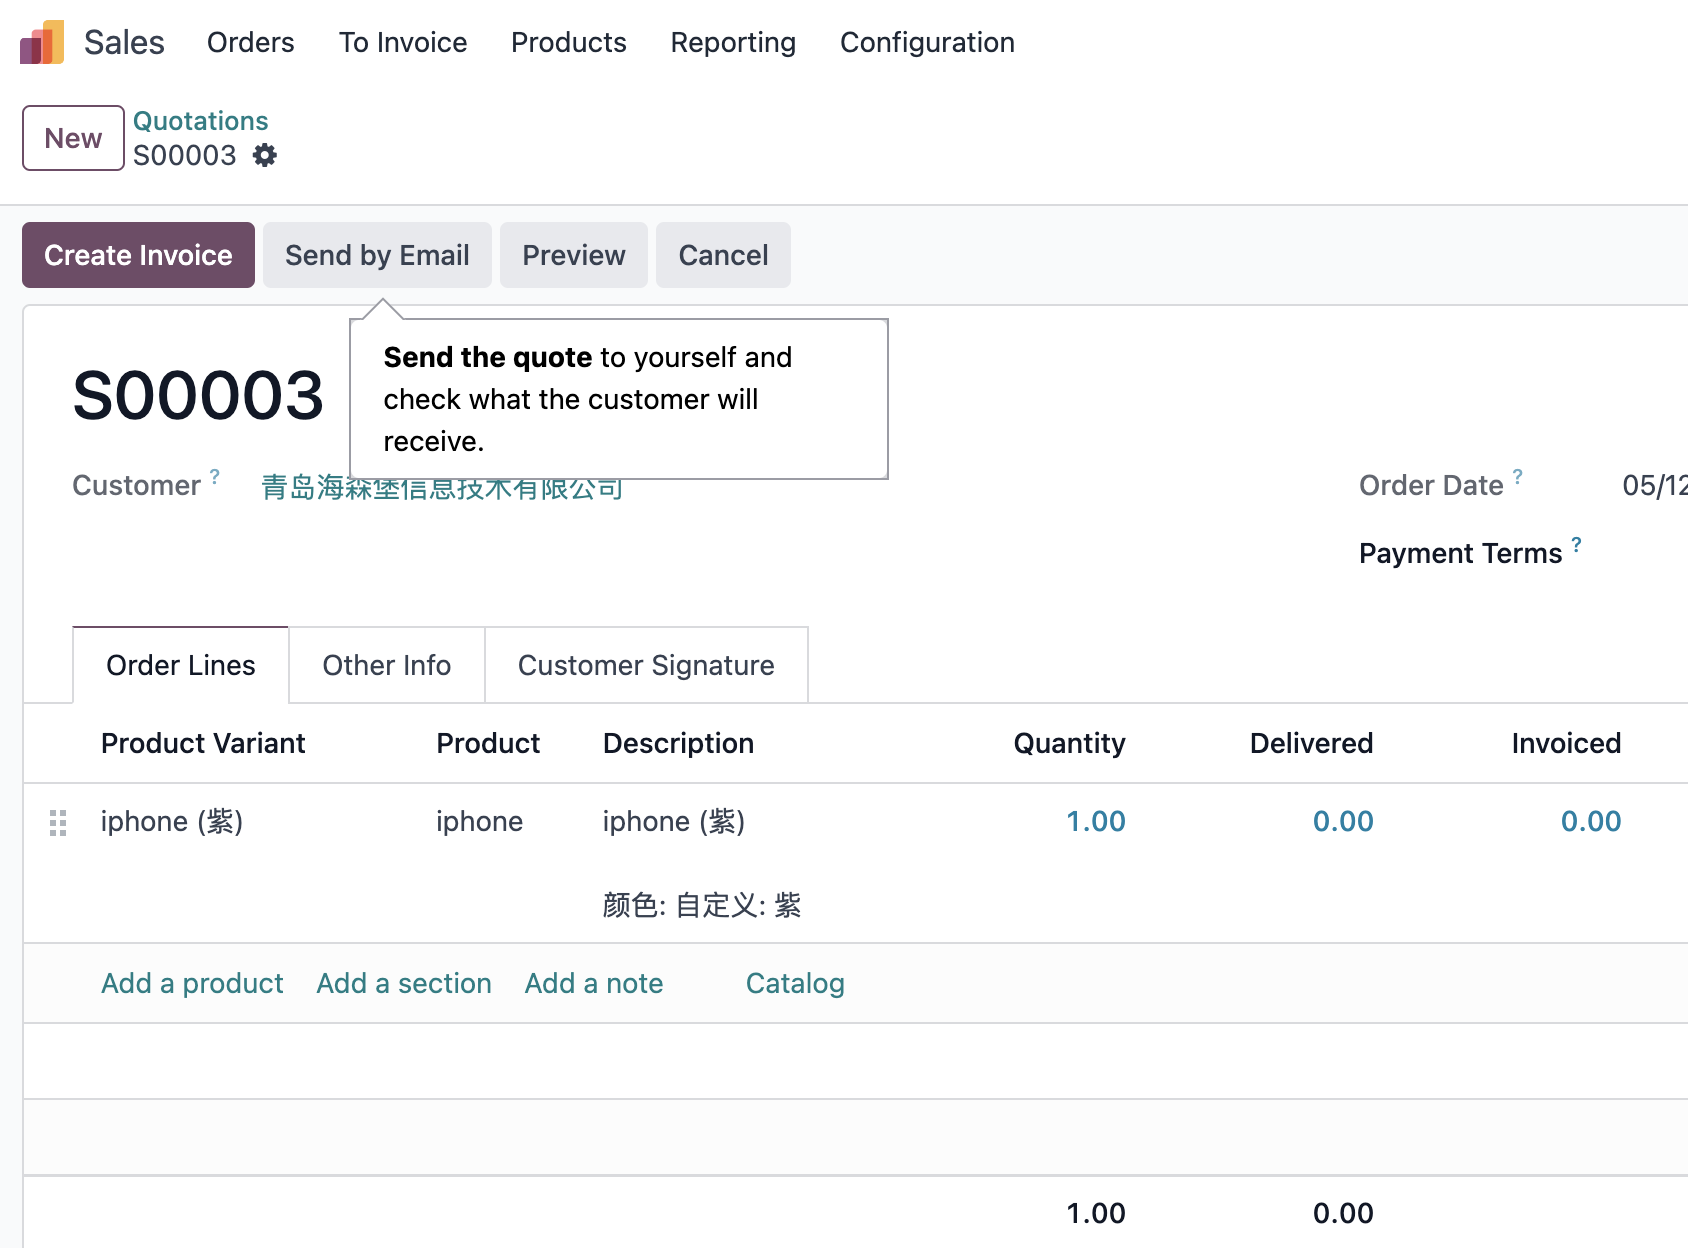 Sales Orders To Invoice Products Reporting Configuration
New
Quotations
S00003
Create Invoice Send by Email Preview Cancel
Send the quote to yourself and
check what the customer will
receive.
S00003
Customer ? 青岛海森堡信息技术有限公司
Order Date ? 05/12
Payment Terms ?
Order Lines Other Info Customer Signature
Product Variant Product Description Quantity Delivered Invoiced
iphone (紫) iphone iphone (紫) 1.00 0.00 0.00
颜色: 自定义: 紫
Add a product Add a section Add a note Catalog
1.00 0.00